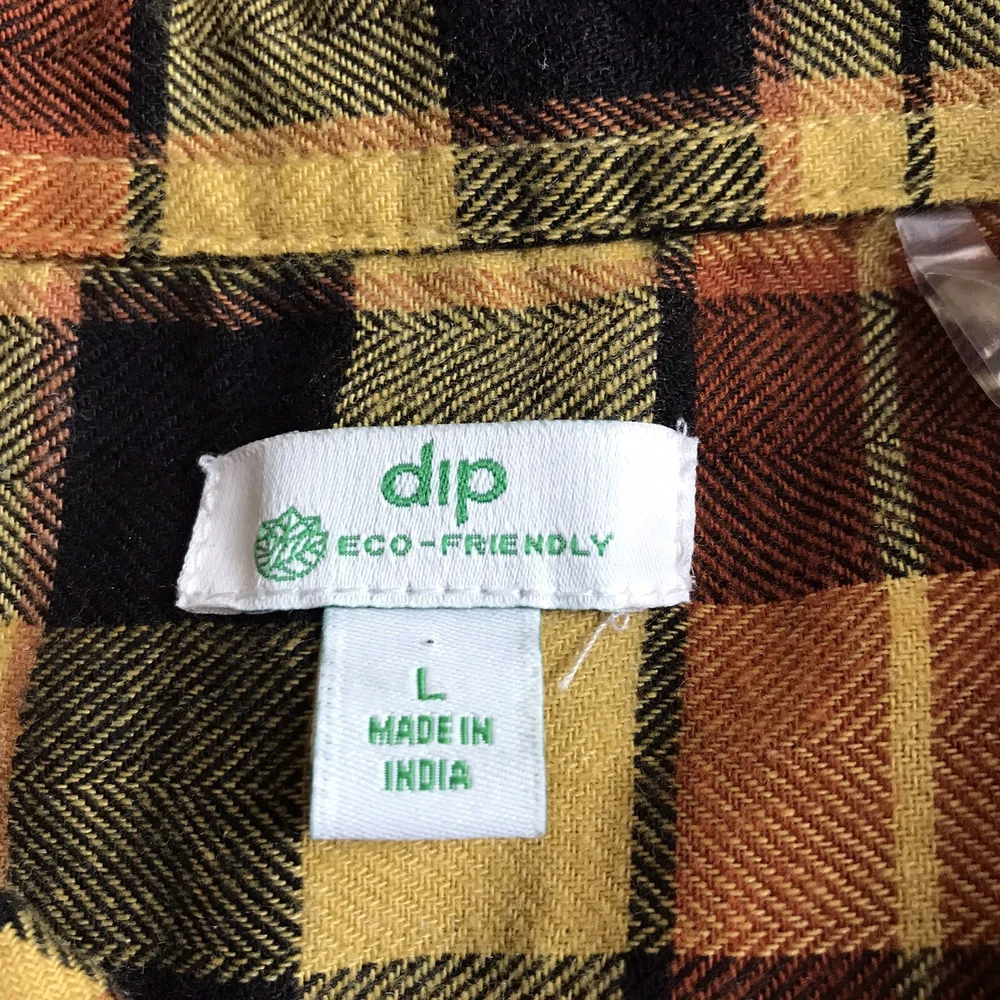 dip
ECO-FRIENDLY
L
MADE IN
INDIA